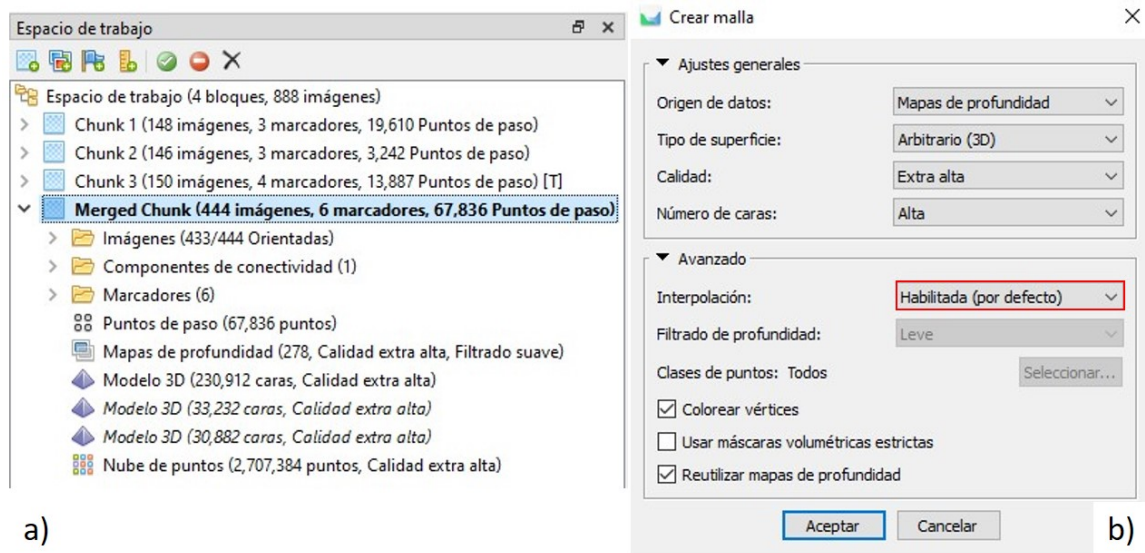 Espacio de trabajo
Espacio de trabajo (4 bloques, 888 imágenes)
Chunk 1 (148 imágenes, 3 marcadores, 19,610 Puntos de paso)
Chunk 2 (146 imágenes, 3 marcadores, 3,242 Puntos de paso)
Chunk 3 (150 imágenes, 4 marcadores, 13,887 Puntos de paso) [T]
Merged Chunk (444 imágenes, 6 marcadores, 67,836 Puntos de paso)
Imágenes (433/444 Orientadas)
Componentes de conectividad (1)
Marcadores (6)
Puntos de paso (67,836 puntos)
Mapas de profundidad (278, Calidad extra alta, Filtrado suave)
Modelo 3D (230,912 caras, Calidad extra alta)
Modelo 3D (33,232 caras, Calidad extra alta)
Modelo 3D (30,882 caras, Calidad extra alta)
Nube de puntos (2,707,384 puntos, Calidad extra alta)
a)
Crear malla
Ajustes generales
Origen de datos: Mapas de profundidad
Tipo de superficie: Arbitrario (3D)
Calidad: Extra alta
Número de caras: Alta
Avanzado
Interpolación: Habilitada (por defecto)
Filtrado de profundidad: Leve
Clases de puntos: Todos Seleccionar...
Colorear vértices
Usar máscaras volumétricas estrictas
Reutilizar mapas de profundidad
Aceptar Cancelar
b)